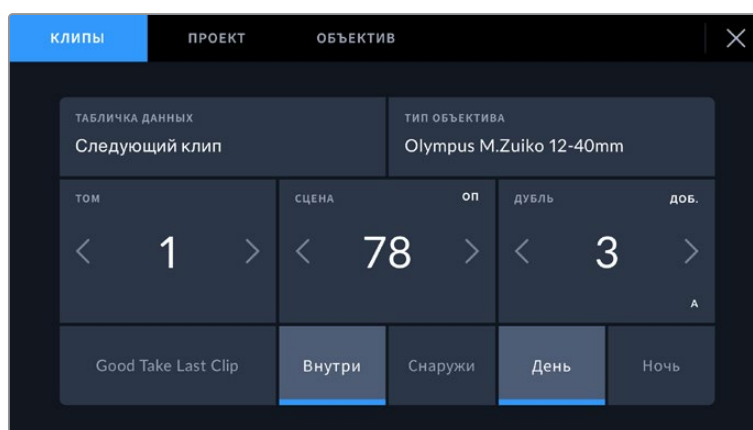 КЛИПЫ ПРОЕКТ ОБЪЕКТИВ
ТАБЛИЧКА ДАННЫХ ТИП ОБЪЕКТИВА
Следующий клип Olympus M.Zuiko 12-40mm
ТОМ СЦЕНА ОП ДУБЛЬ ДОБ.
1 78 3
А
Good Take Last Clip Внутри Снаружи День Ночь